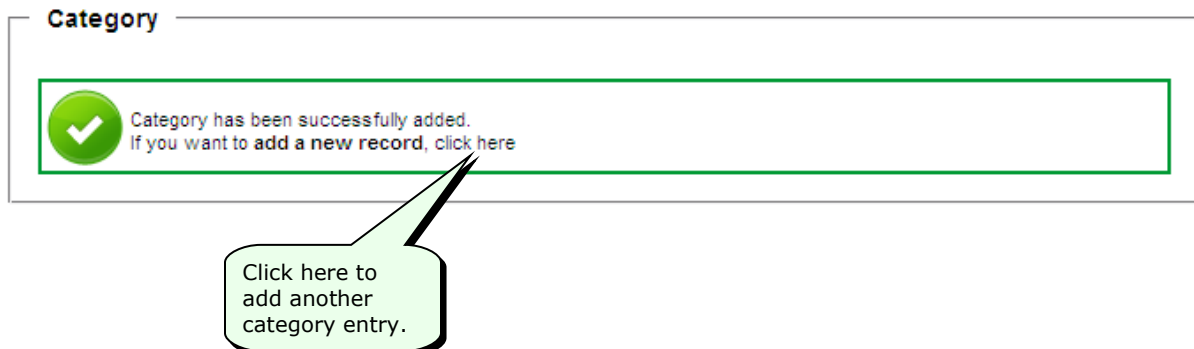 Category
Category has been successfully added.
If you want to add a new record, click here
Click here to
add another
category entry.